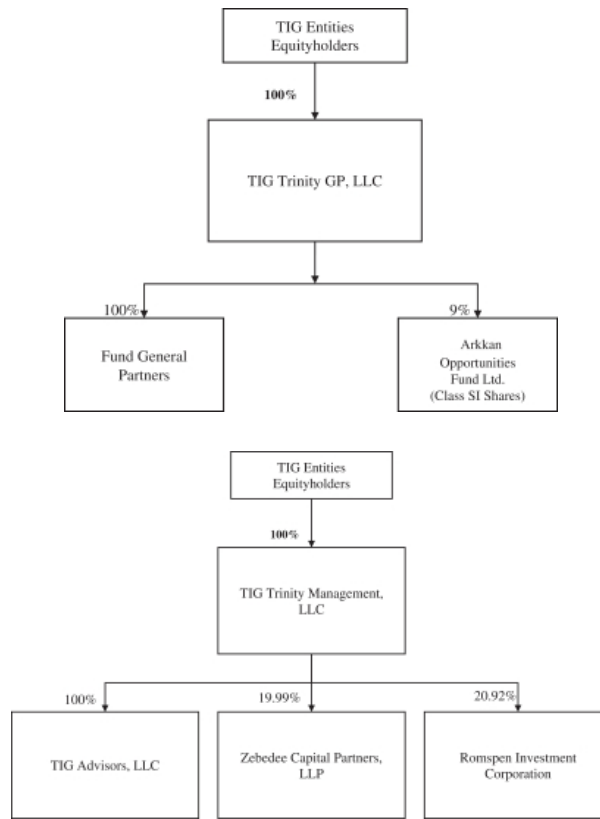 TIG Entities
Equityholders
100%
TIG Trinity GP, LLC
100%
9%
Fund General
Partners
Arkkan
Opportunities
Fund Ltd.
(Class SI Shares)
TIG Entities
Equityholders
100%
TIG Trinity Management,
LLC
100%
19.99%
20.92%
TIG Advisors, LLC
Zebedee Capital Partners,
LLP
Romspen Investment
Corporation